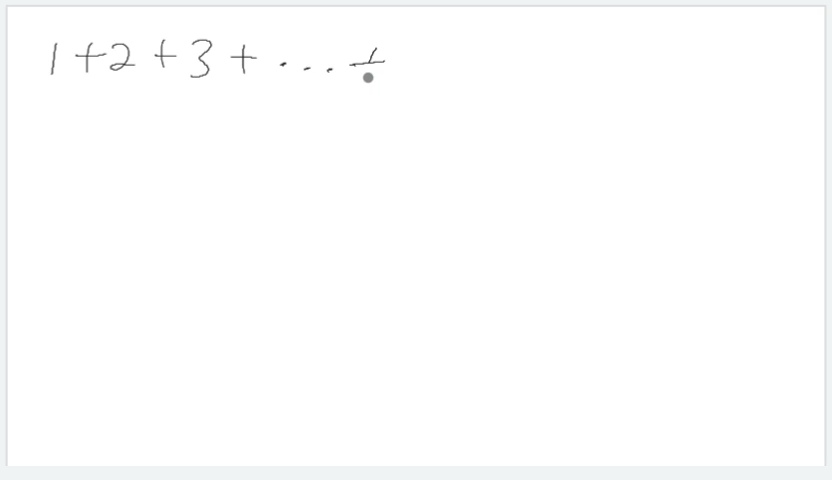 1 + 2 + 3 + ... +